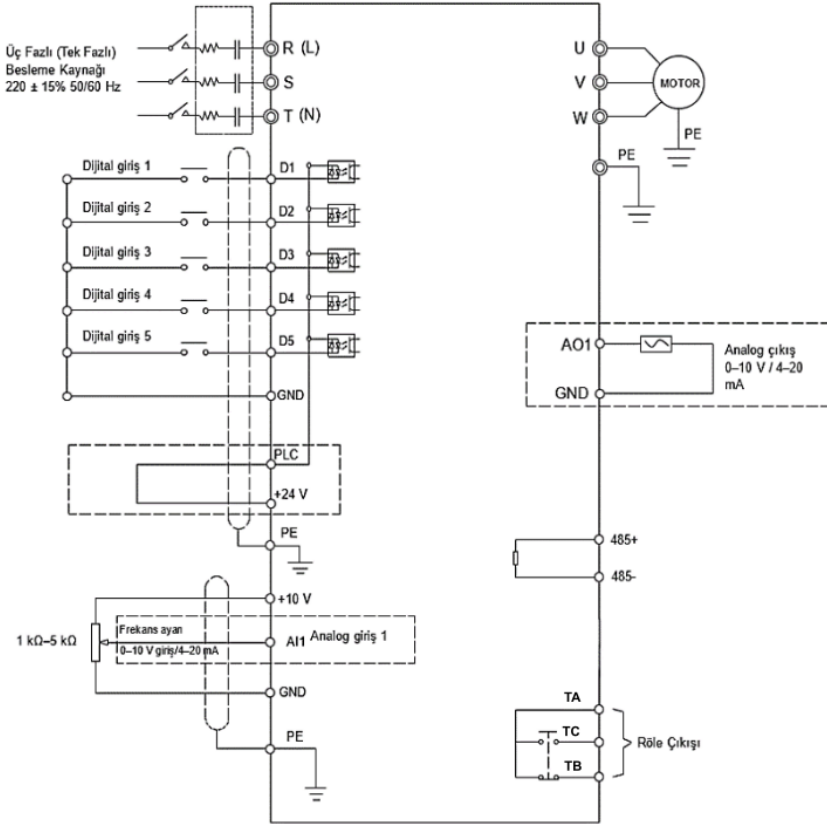 Üç Fazlı (Tek Fazlı)
Besleme Kaynağı
220 ± 15% 50/60 Hz
R (L)
S
T (N)
U
V
W
MOTOR
PE
PE
Dijital giriş 1
D1
Dijital giriş 2
D2
Dijital giriş 3
D3
Dijital giriş 4
D4
Dijital giriş 5
D5
GND
PLC
+24 V
PE
AO1
GND
Analog çıkış
0–10 V / 4–20
mA
485+
485-
+10 V
1 kΩ–5 kΩ
Frekans ayarı
0–10 V giriş/4–20 mA
AI1
Analog giriş 1
GND
PE
TA
TC
TB
Röle Çıkışı